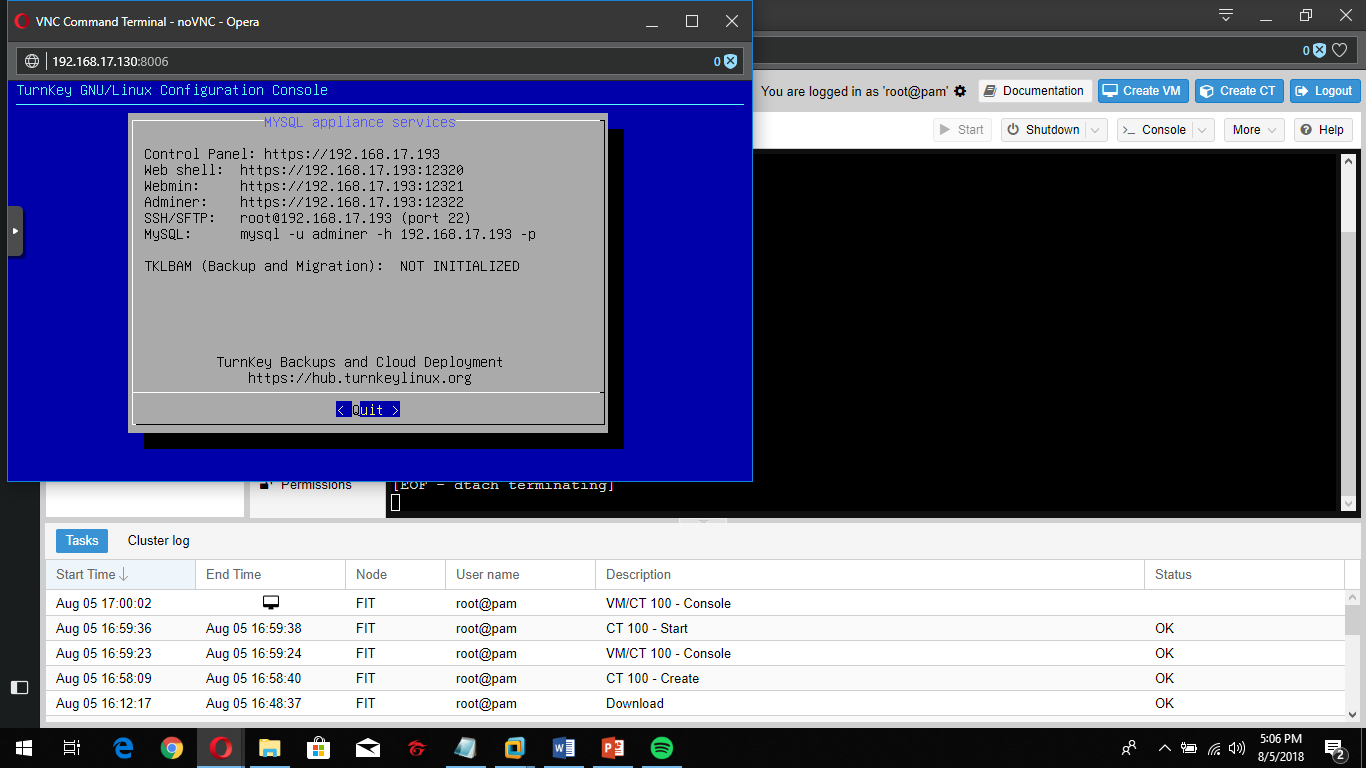 VNC Command Terminal - noVNC - Opera
192.168.17.130:8006
0
0
TurnKey GNU/Linux Configuration Console
You are logged in as 'root@pam'
Documentation
Create VM
Create CT
Logout
Start
Shutdown
Console
More
Help
MYSQL appliance services
Control Panel: https://192.168.17.193
Web shell: https://192.168.17.193:12320
Webmin: https://192.168.17.193:12321
Adminer: https://192.168.17.193:12322
SSH/SFTP: root@192.168.17.193 (port 22)
MySQL: mysql -u adminer -h 192.168.17.193 -p
TKLBAM (Backup and Migration): NOT INITIALIZED
TurnKey Backups and Cloud Deployment
https://hub.turnkeylinux.org
< Quit >
Permissions
[EOF - dtach terminating]
Tasks Cluster log
Start Time End Time Node User name Description Status
Aug 05 17:00:02 FIT root@pam VM/CT 100 - Console
Aug 05 16:59:36 Aug 05 16:59:38 FIT root@pam CT 100 - Start OK
Aug 05 16:59:23 Aug 05 16:59:24 FIT root@pam VM/CT 100 - Console OK
Aug 05 16:58:09 Aug 05 16:58:40 FIT root@pam CT 100 - Create OK
Aug 05 16:12:17 Aug 05 16:48:37 FIT root@pam Download OK
5:06 PM
8/5/2018
2